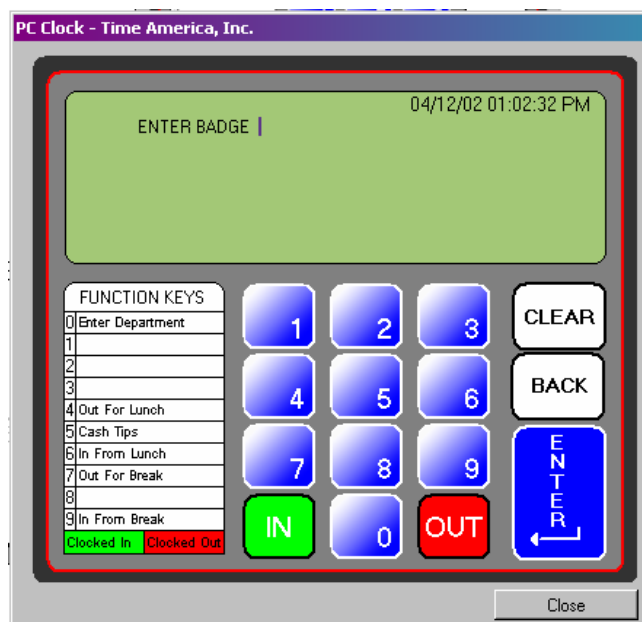 PC Clock - Time America, Inc.
04/12/02 01:02:32 PM
ENTER BADGE
FUNCTION KEYS
0 Enter Department
1
2
3
4 Out For Lunch
5 Cash Tips
6 In From Lunch
7 Out For Break
8
9 In From Break
Clocked In Clocked Out
1 2 3 CLEAR
4 5 6 BACK
7 8 9 ENTER
IN 0 OUT
Close